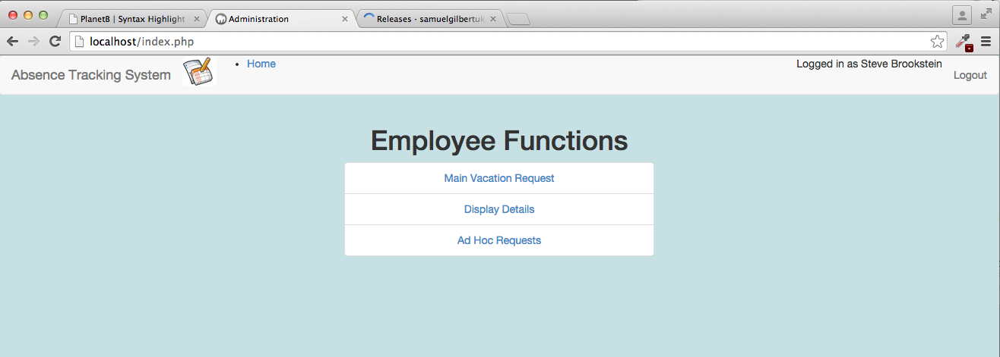 PlanetB | Syntax Highlight
Administration
Releases · samuelgilbertuk
localhost/index.php
Absence Tracking System
Home
Logged in as Steve Brookstein
Logout
Employee Functions
Main Vacation Request
Display Details
Ad Hoc Requests